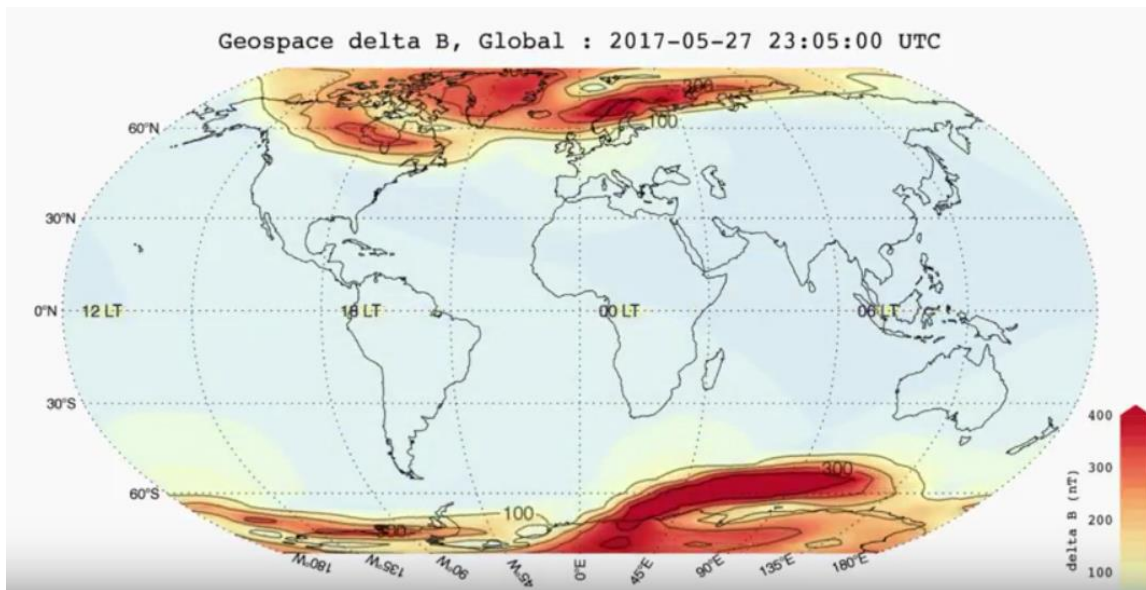 Geospace delta B, Global : 2017-05-27 23:05:00 UTC
200
100
60°N
30°N
0°N
12 LT
18 LT
00 LT
06 LT
30°S
400
300
60°S
300
100
300
200
100
delta B (nT)
180°W
135°W
90°W
45°W
0°E
45°E
90°E
135°E
180°E